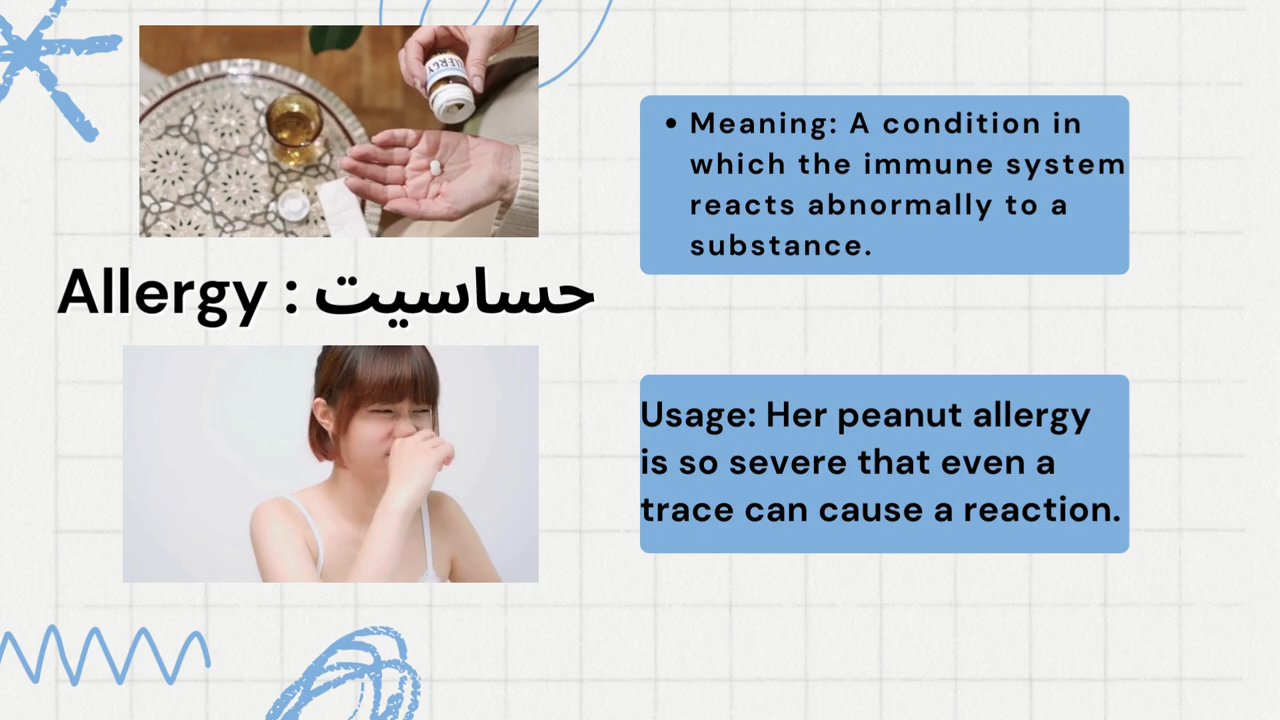 ALLERGY
Allergy : حساسیت
• Meaning: A condition in
which the immune system
reacts abnormally to a
substance.
Usage: Her peanut allergy
is so severe that even a
trace can cause a reaction.